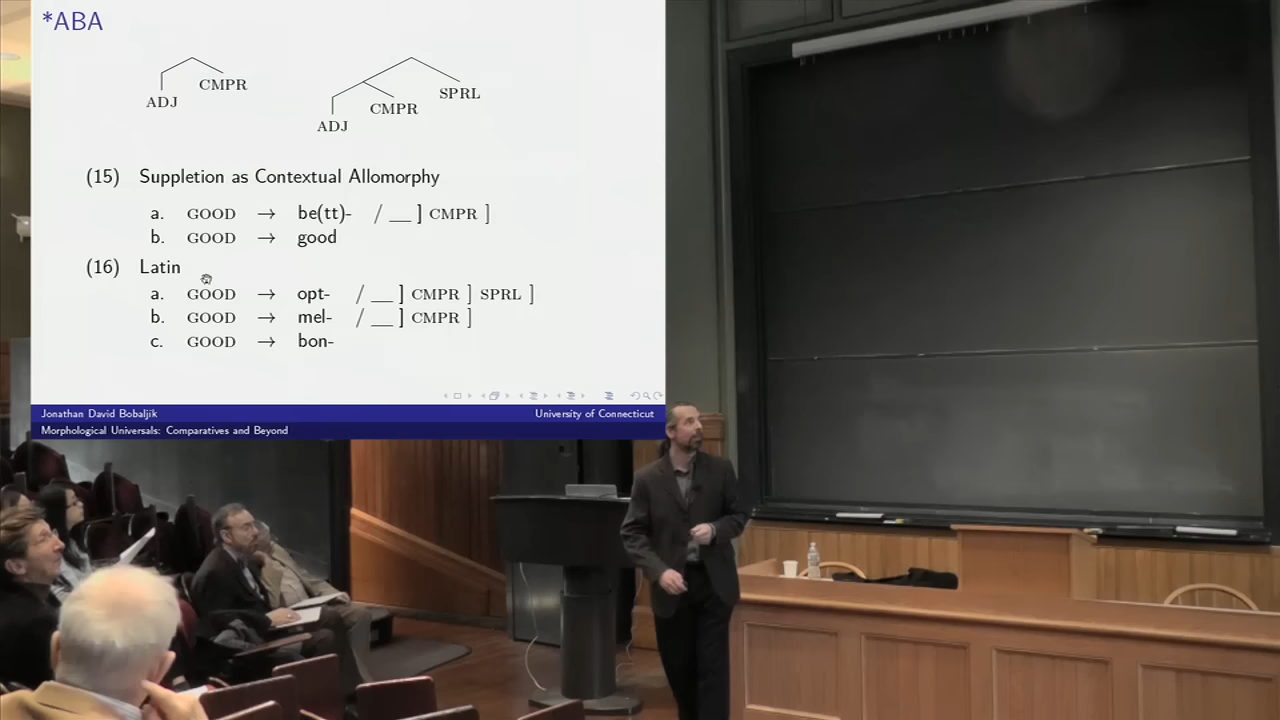 *ABA
ADJ CMPR
ADJ CMPR SPRL
(15) Suppletion as Contextual Allomorphy
a. GOOD → be(tt)- / __ ] CMPR ]
b. GOOD → good
(16) Latin
a. GOOD → opt- / __ ] CMPR ] SPRL ]
b. GOOD → mel- / __ ] CMPR ]
c. GOOD → bon-
Jonathan David Bobaljik University of Connecticut
Morphological Universals: Comparatives and Beyond